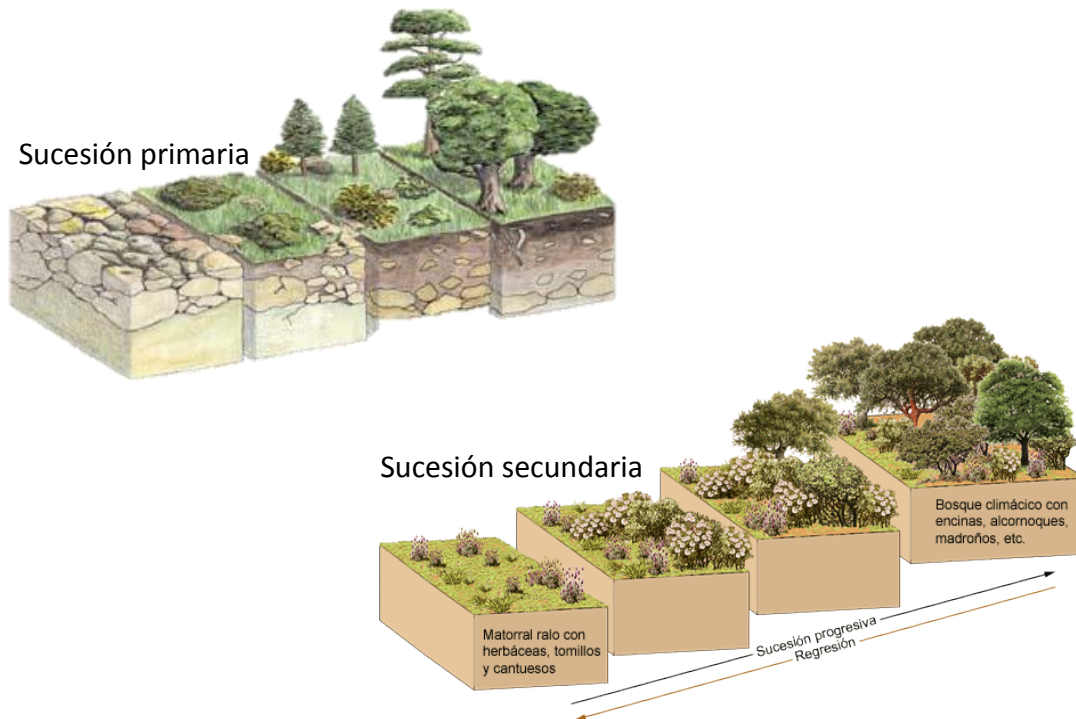 Sucesión primaria
Sucesión secundaria
Bosque climácico con
encinas, alcornoques,
madroños, etc.
Matorral ralo con
herbáceas, tomillos
y cantuesos
Sucesión progresiva
Regresión